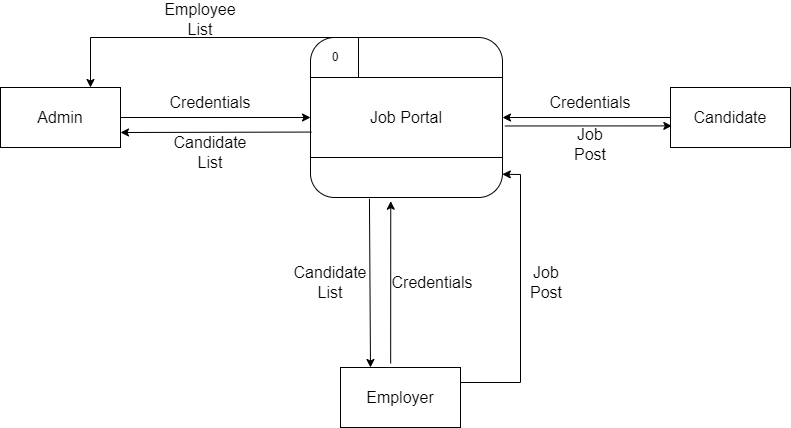 Employee
List
0
Credentials
Credentials
Admin
Job Portal
Candidate
Candidate
List
Job
Post
Candidate
List
Credentials
Job
Post
Employer